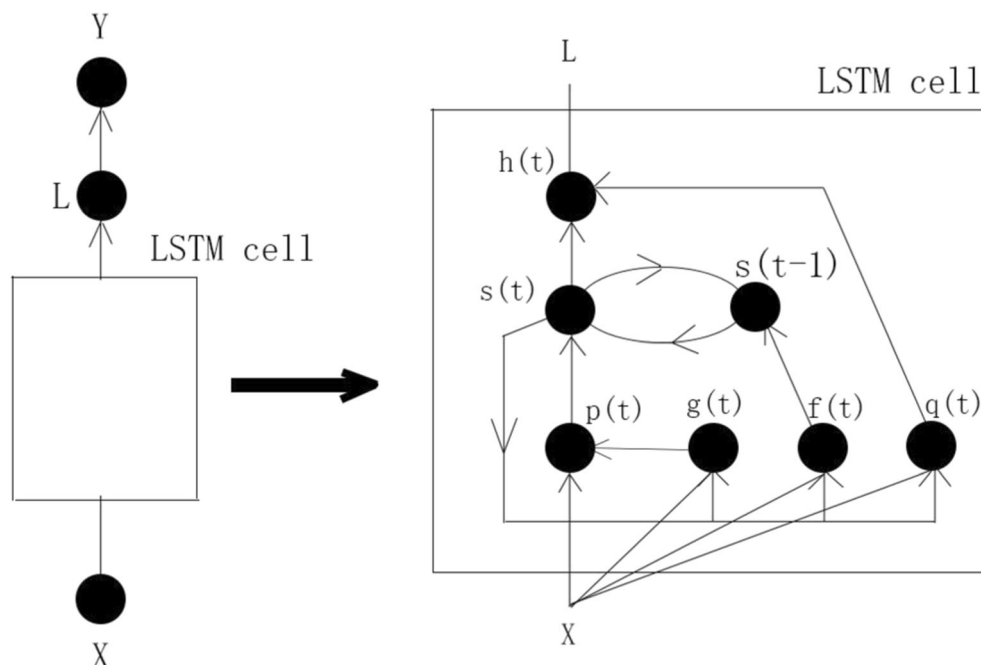 Y
L
LSTM cell
X
L
LSTM cell
h(t)
s(t)
s(t-1)
p(t)
g(t)
f(t)
q(t)
X